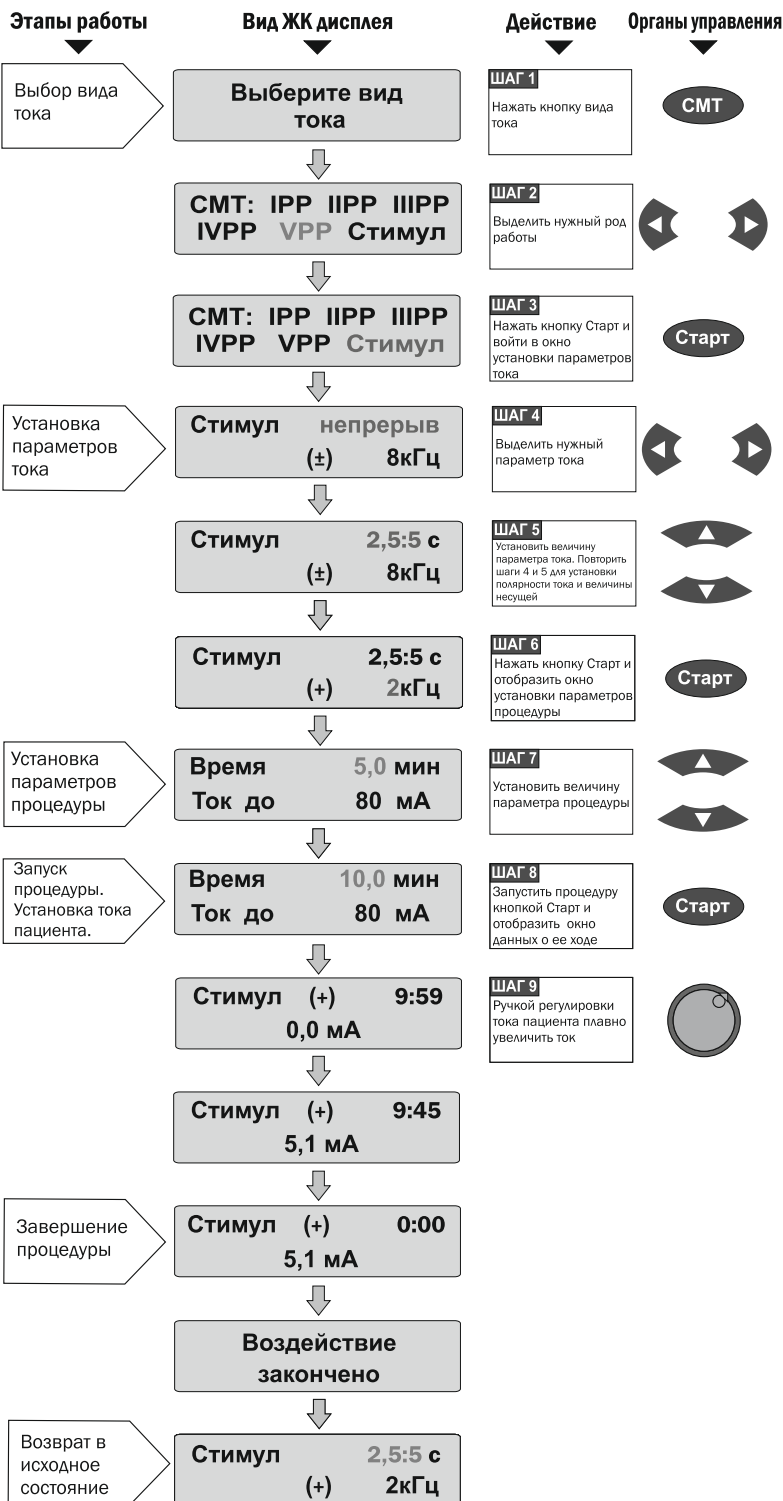 Этапы работы
Вид ЖК дисплея
Действие
Органы управления
Выбор вида
тока
Выберите вид
тока
ШАГ 1
Нажать кнопку вида
тока
СМТ
СМТ: IPP IIPP IIIPP
IVPP VPP Стимул
ШАГ 2
Выделить нужный род
работы
СМТ: IPP IIPP IIIPP
IVPP VPP Стимул
ШАГ 3
Нажать кнопку Старт и
войти в окно
установки параметров
тока
Старт
Установка
параметров
тока
Стимул непрерыв
(±) 8кГц
ШАГ 4
Выделить нужный
параметр тока
Стимул 2,5:5 с
(±) 8кГц
ШАГ 5
Установить величину
параметра тока. Повторить
шаги 4 и 5 для установки
полярности тока и величины
несущей
Стимул 2,5:5 с
(+) 2кГц
ШАГ 6
Нажать кнопку Старт и
отобразить окно
установки параметров
процедуры
Старт
Установка
параметров
процедуры
Время 5,0 мин
Ток до 80 мА
ШАГ 7
Установить величину
параметра процедуры
Запуск
процедуры.
Установка тока
пациента.
Время 10,0 мин
Ток до 80 мА
ШАГ 8
Запустить процедуру
кнопкой Старт и
отобразить окно
данных о ее ходе
Старт
Стимул (+) 9:59
0,0 мА
ШАГ 9
Ручкой регулировки
тока пациента плавно
увеличить ток
Стимул (+) 9:45
5,1 мА
Завершение
процедуры
Стимул (+) 0:00
5,1 мА
Воздействие
закончено
Возврат в
исходное
состояние
Стимул 2,5:5 с
(+) 2кГц